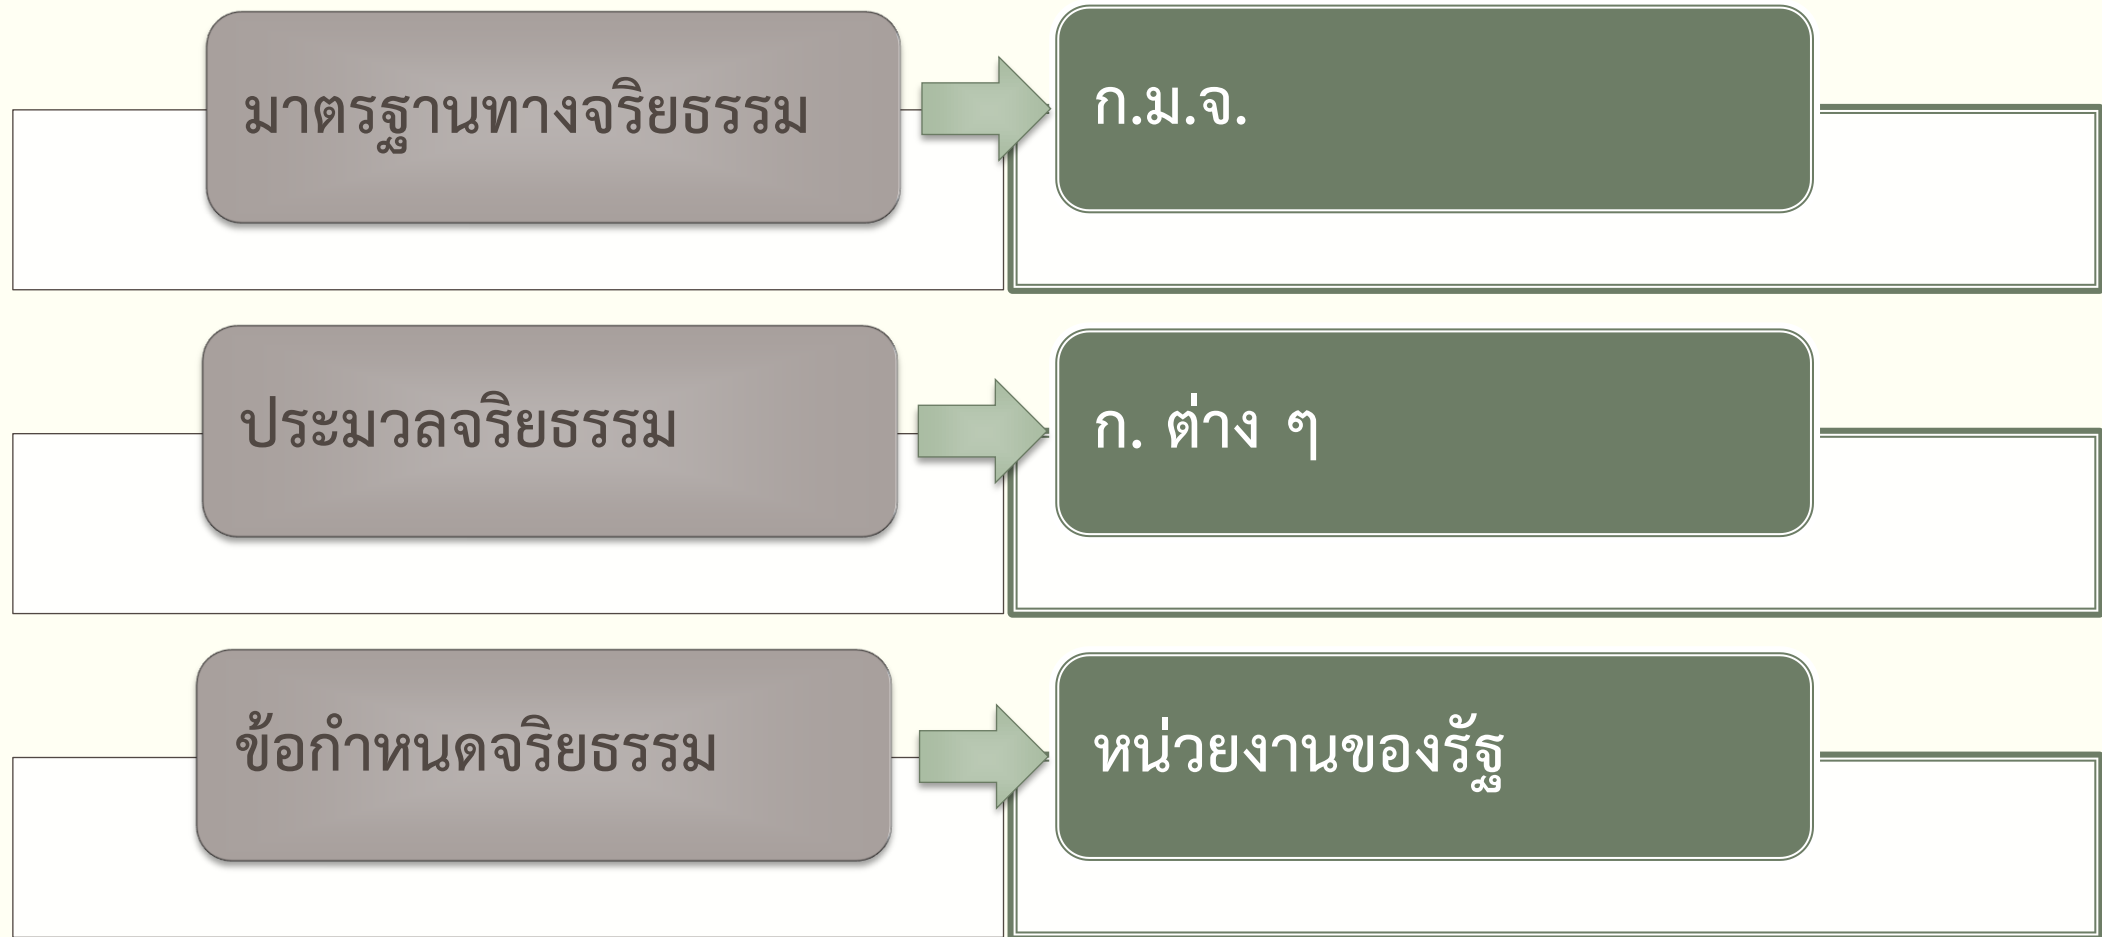 มาตรฐานทางจริยธรรม
ก.ม.จ.
ประมวลจริยธรรม
ก. ต่าง ๆ
ข้อกำหนดจริยธรรม
หน่วยงานของรัฐ